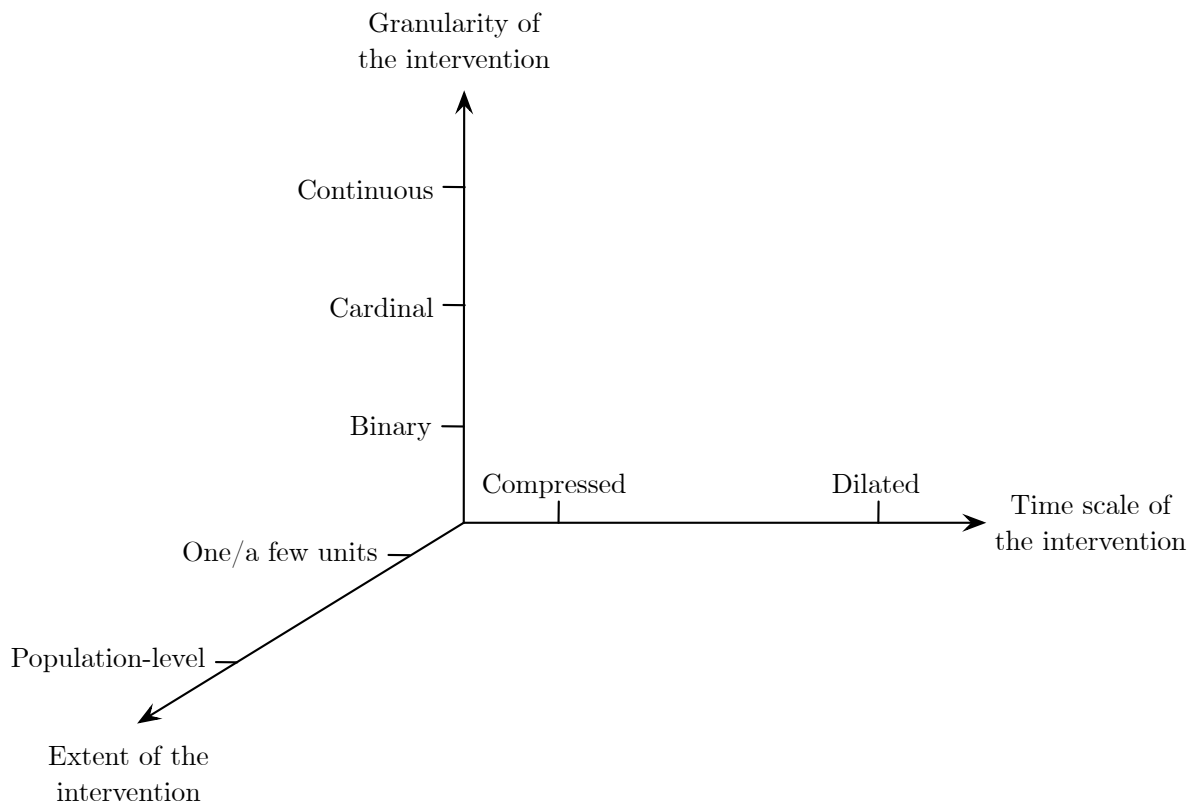 Granularity of
the intervention
Continuous
Cardinal
Binary
Compressed
Dilated
Time scale of
the intervention
One/a few units
Population-level
Extent of the
intervention